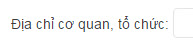 Địa chỉ cơ quan, tổ chức: